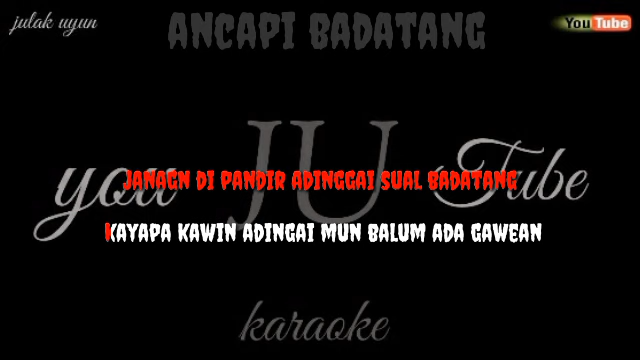 julak uyun
YouTube
ANCAPI BADATANG
you JU Tube
JANAGN DI PANDIR ADINGGAI SUAL BADATANG
KAYAPA KAWIN ADINGAI MUN BALUM ADA GAWEAN
karaoke